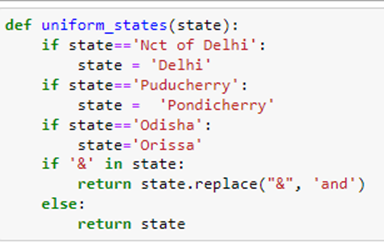 def uniform_states(state):
    if state=='Nct of Delhi':
        state = 'Delhi'
    if state=='Puducherry':
        state =  'Pondicherry'
    if state=='Odisha':
        state='Orissa'
    if '&' in state:
        return state.replace("&", 'and')
    else:
        return state